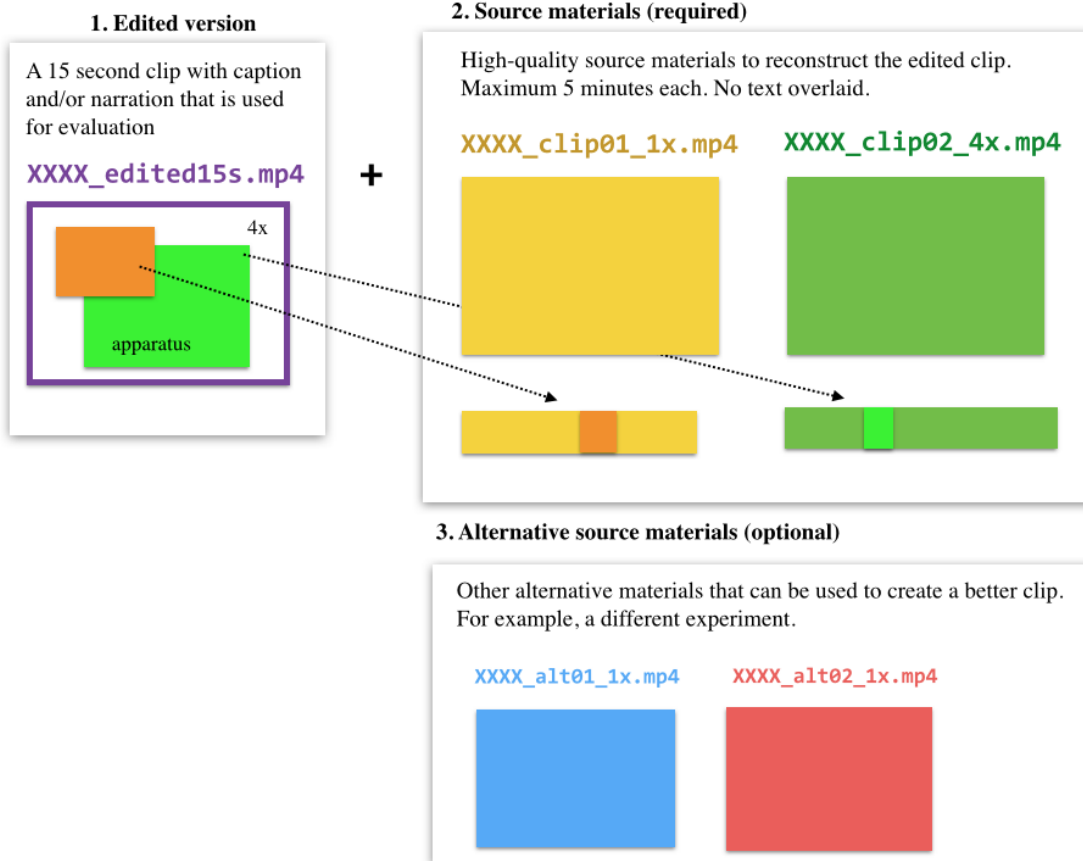 1. Edited version
A 15 second clip with caption
and/or narration that is used
for evaluation
XXXX_edited15s.mp4
4x
apparatus
+
2. Source materials (required)
High-quality source materials to reconstruct the edited clip.
Maximum 5 minutes each. No text overlaid.
XXXX_clip01_1x.mp4
XXXX_clip02_4x.mp4
3. Alternative source materials (optional)
Other alternative materials that can be used to create a better clip.
For example, a different experiment.
XXXX_alt01_1x.mp4
XXXX_alt02_1x.mp4